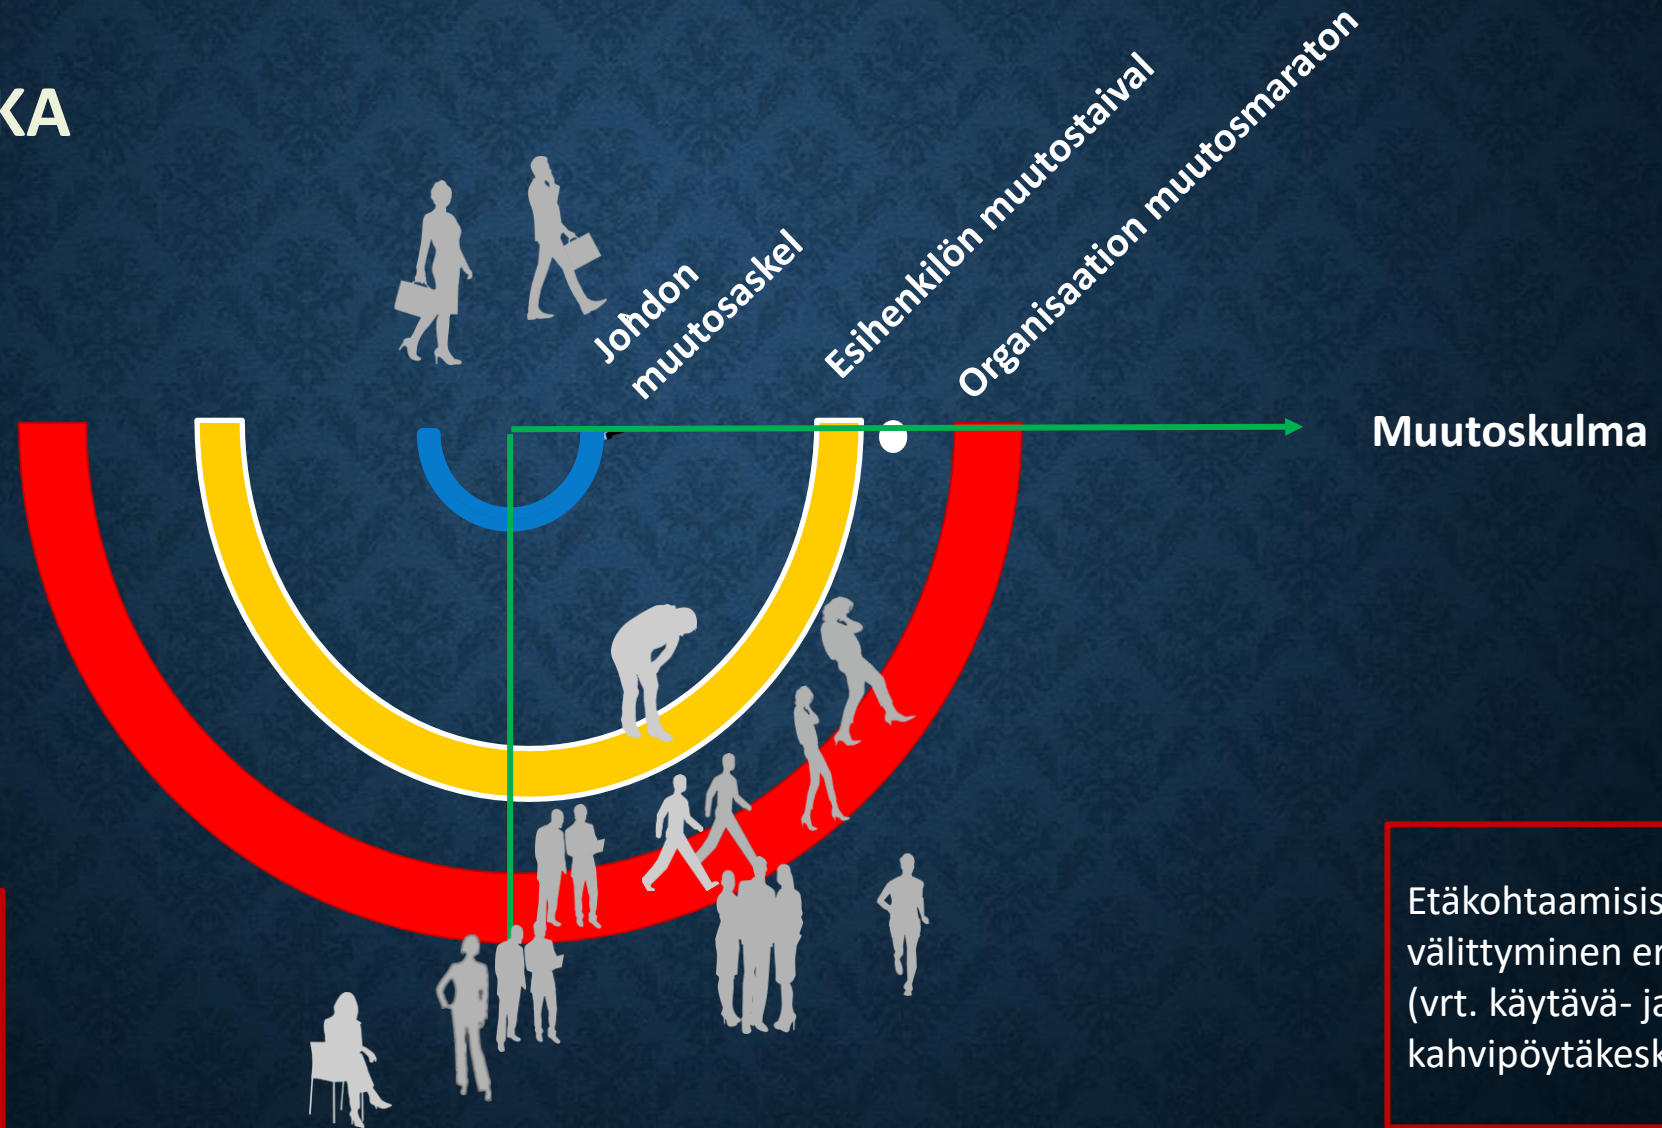 KA
Johdon
muutosaskel
Esihenkilön muutostaival
Organisaation muutosmaraton
Muutoskulma
Etäkohtaamisis
välittyminen er
(vrt. käytävä- ja
kahvipöytäkesk